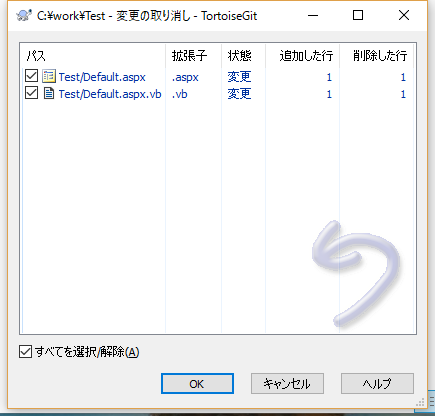 C:¥work¥Test - 変更の取り消し - TortoiseGit
パス 拡張子 状態 追加した行 削除した行
Test/Default.aspx .aspx 変更 1 1
Test/Default.aspx.vb .vb 変更 1 1
すべてを選択/解除(A)
OK キャンセル ヘルプ